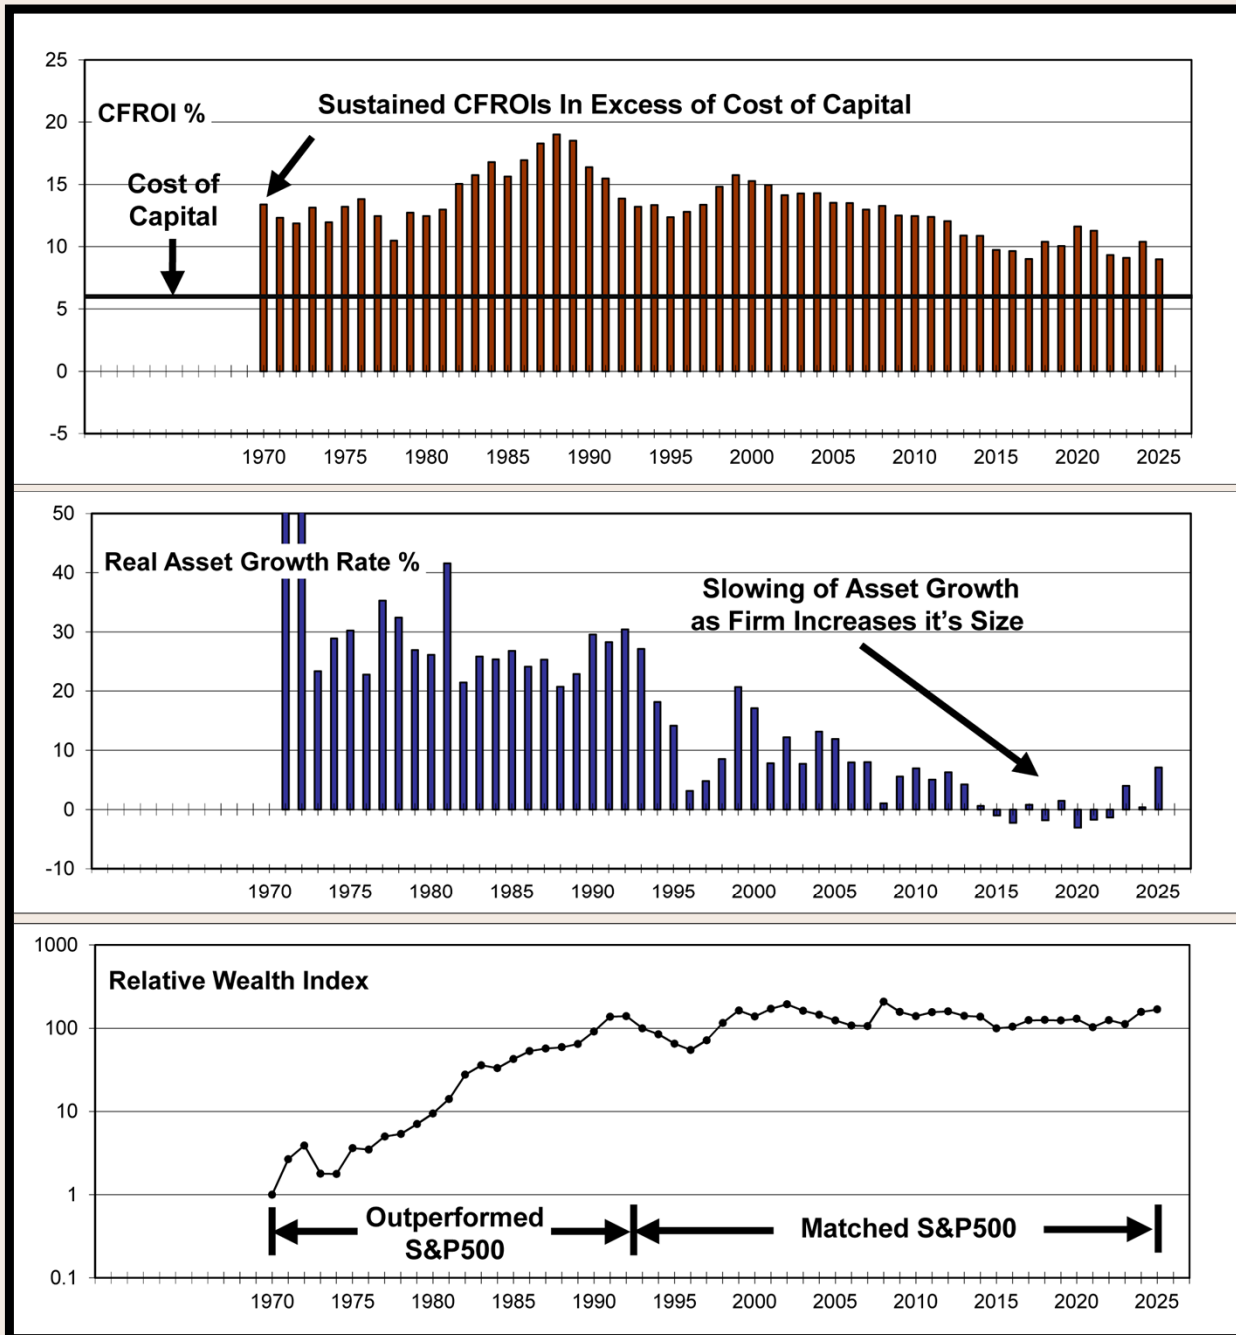 25
CFROI %
Sustained CFROIs In Excess of Cost of Capital
20
15
Cost of
Capital
10
5
0
-5
1970 1975 1980 1985 1990 1995 2000 2005 2010 2015 2020 2025
50
Real Asset Growth Rate %
40
Slowing of Asset Growth
as Firm Increases it's Size
30
20
10
0
-10
1970 1975 1980 1985 1990 1995 2000 2005 2010 2015 2020 2025
1000
Relative Wealth Index
100
10
1
Outperformed
S&P500
Matched S&P500
0.1
1970 1975 1980 1985 1990 1995 2000 2005 2010 2015 2020 2025